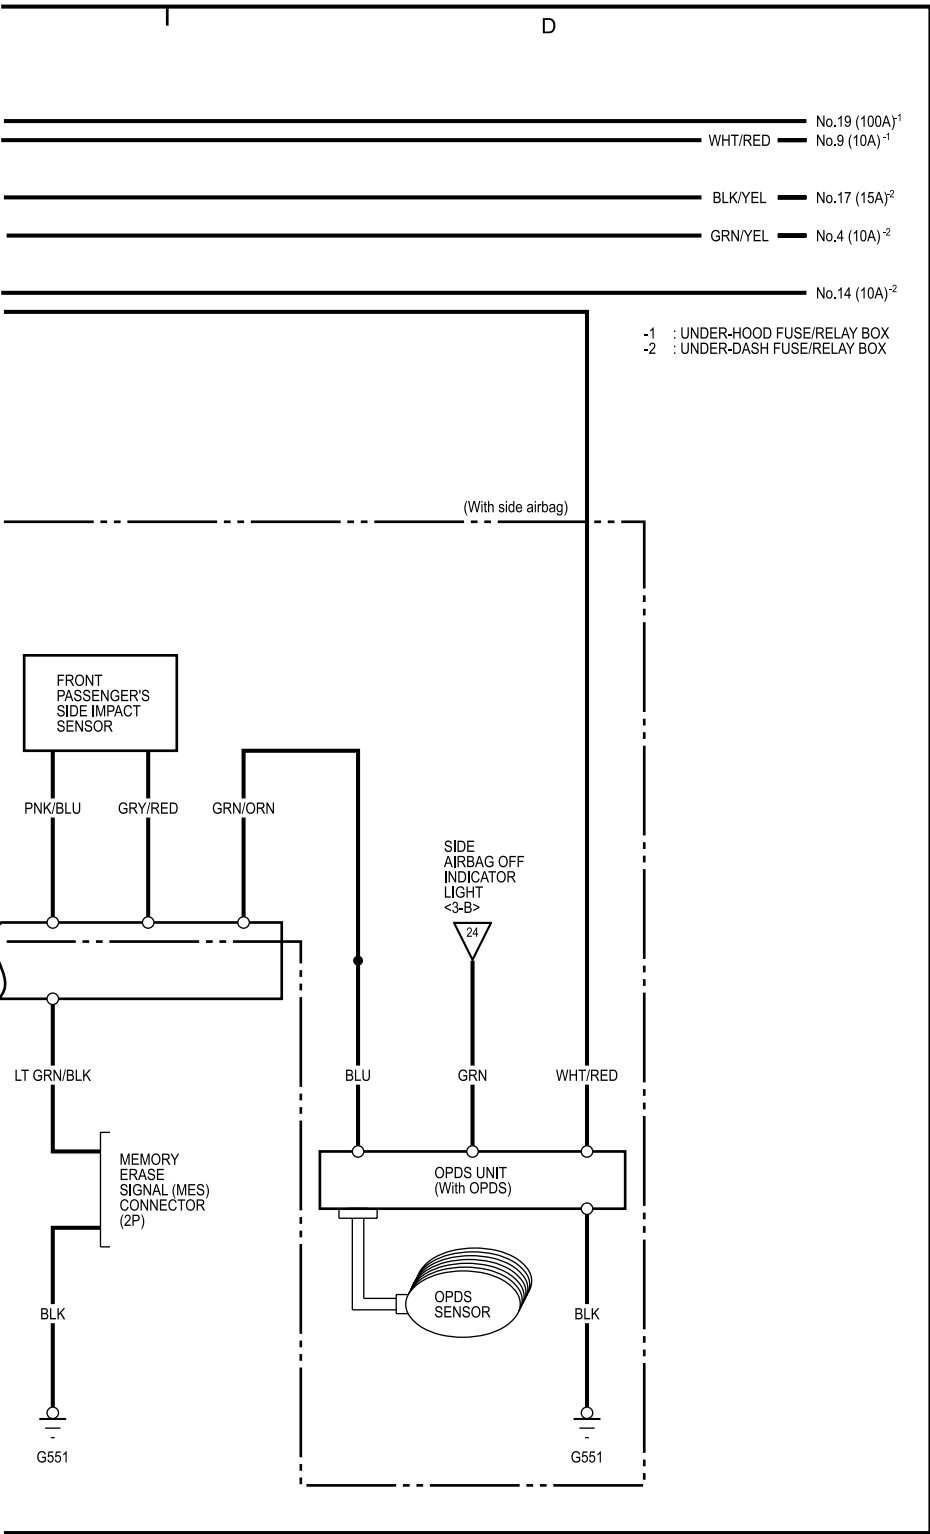 D
No.19 (100A)-1
WHT/RED No.9 (10A) -1
BLK/YEL No.17 (15A)-2
GRN/YEL No.4 (10A) -2
No.14 (10A)-2
-1 : UNDER-HOOD FUSE/RELAY BOX
-2 : UNDER-DASH FUSE/RELAY BOX
(With side airbag)
FRONT
PASSENGER'S
SIDE IMPACT
SENSOR
PNK/BLU GRY/RED GRN/ORN
SIDE
AIRBAG OFF
INDICATOR
LIGHT
<3-B>
24
LT GRN/BLK BLU GRN WHT/RED
MEMORY
ERASE
SIGNAL (MES)
CONNECTOR
(2P)
OPDS UNIT
(With OPDS)
OPDS
SENSOR
BLK BLK
G551 G551